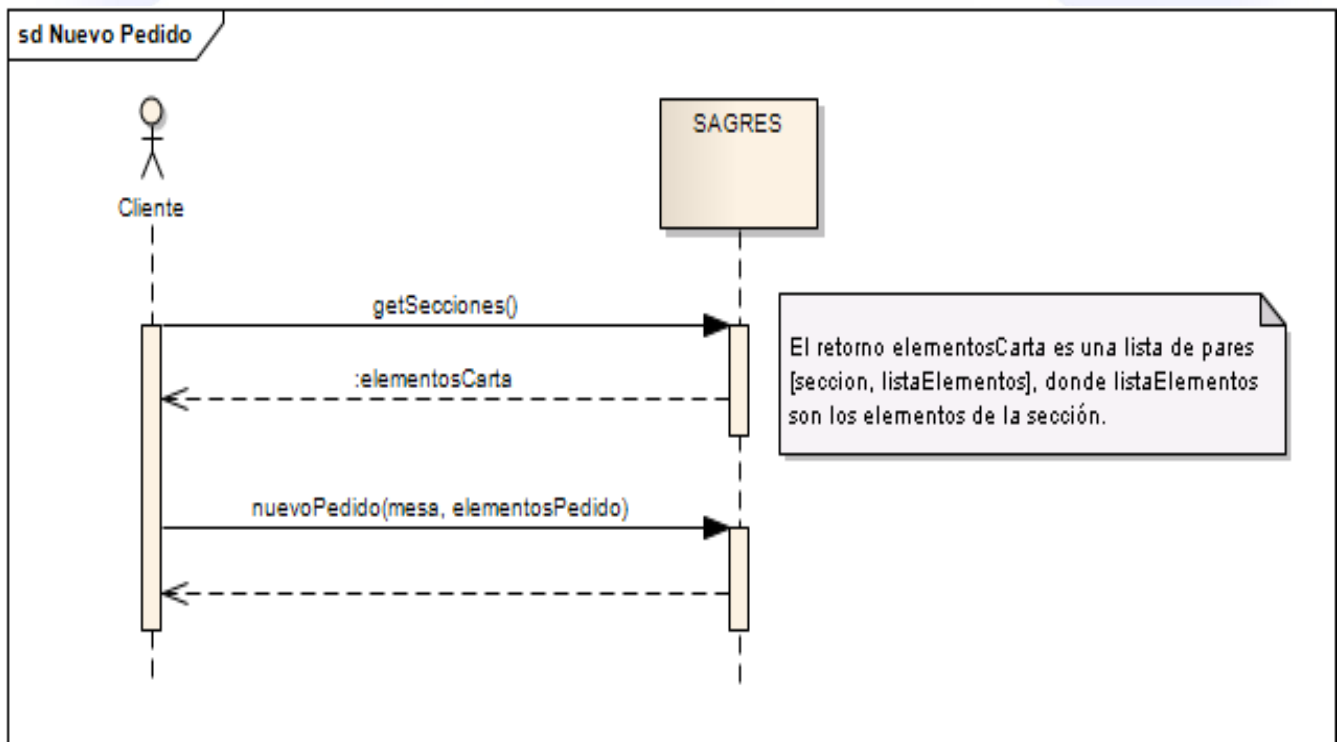 sd Nuevo Pedido
SAGRES
Cliente
getSecciones()
:elementosCarta
El retorno elementosCarta es una lista de pares
[seccion, listaElementos], donde listaElementos
son los elementos de la sección.
nuevoPedido(mesa, elementosPedido)